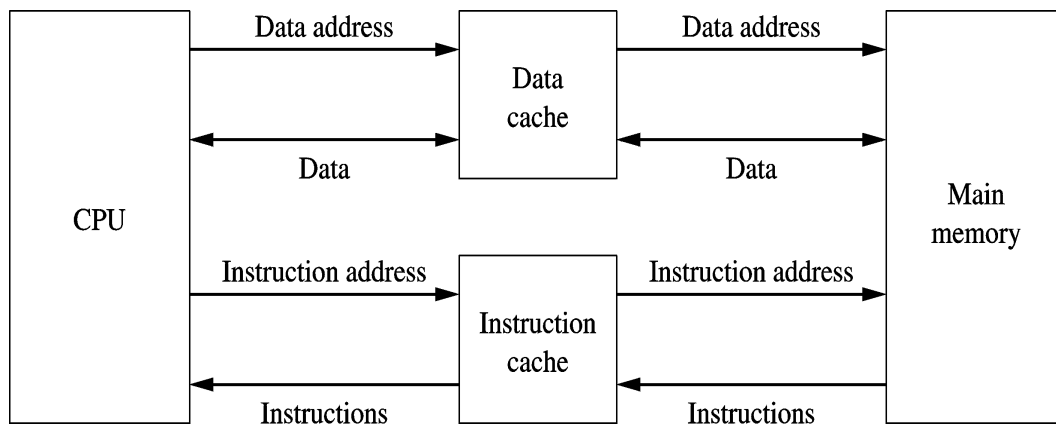 Data address
Data address
Data
cache
Data
Data
CPU
Main
memory
Instruction address
Instruction address
Instruction
cache
Instructions
Instructions